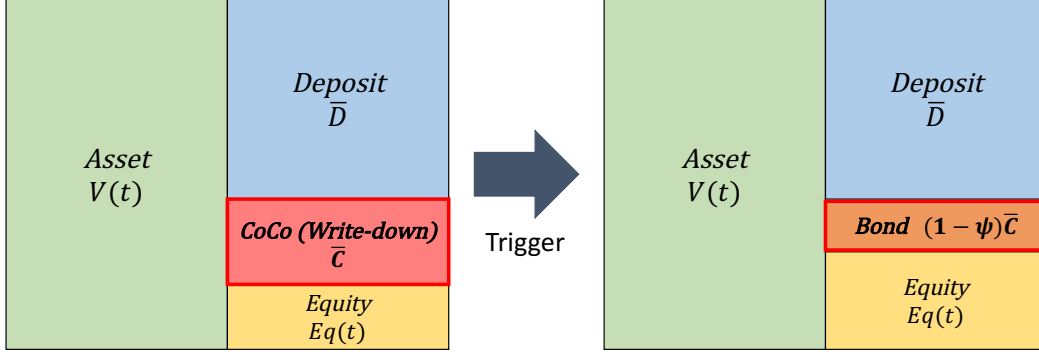 Asset
V(t)
Deposit
D̅
CoCo (Write-down)
C̅
Equity
Eq(t)
Trigger
Asset
V(t)
Deposit
D̅
Bond (1 − ψ)C̅
Equity
Eq(t)